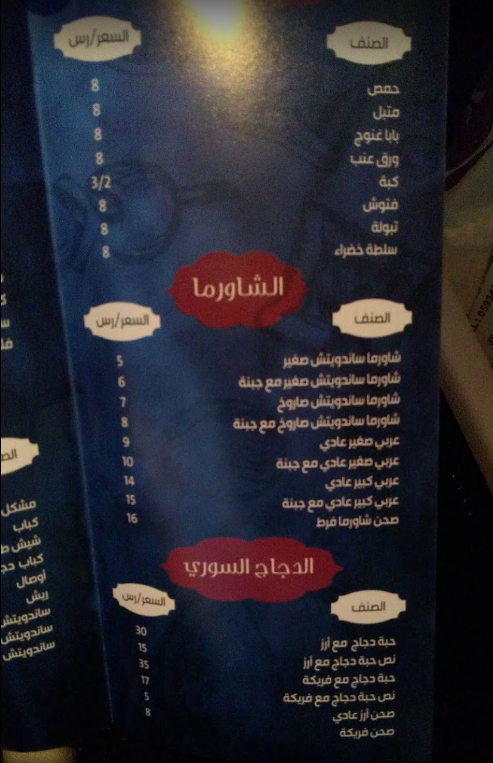 الصنف السعر/رس
حمص 8
متبل 8
بابا غنوج 8
ورق عنب 8
كبة 3/2
فتوش 8
تبولة 8
سلطة خضراء 8
الشاورما
الصنف السعر/رس
شاورما ساندويتش صغير 5
شاورما ساندويتش صغير مع جبنة 6
شاورما ساندويتش صاروخ 7
شاورما ساندويتش صاروخ مع جبنة 8
عربي صغير عادي 9
عربي صغير عادي مع جبنة 10
عربي كبير عادي 14
عربي كبير عادي مع جبنة 15
صحن شاورما فرط 16
الدجاج السوري
الصنف السعر/رس
حبة دجاج مع أرز 30
نص حبة دجاج مع أرز 15
حبة دجاج مع فريكة 35
نص حبة دجاج مع فريكة 17
صحن أرز عادي 5
صحن فريكة 8
مشكل
كباب
شيش
كباب
أوصال
ريش
ساندويتش
ساندويتش
ساندويتش